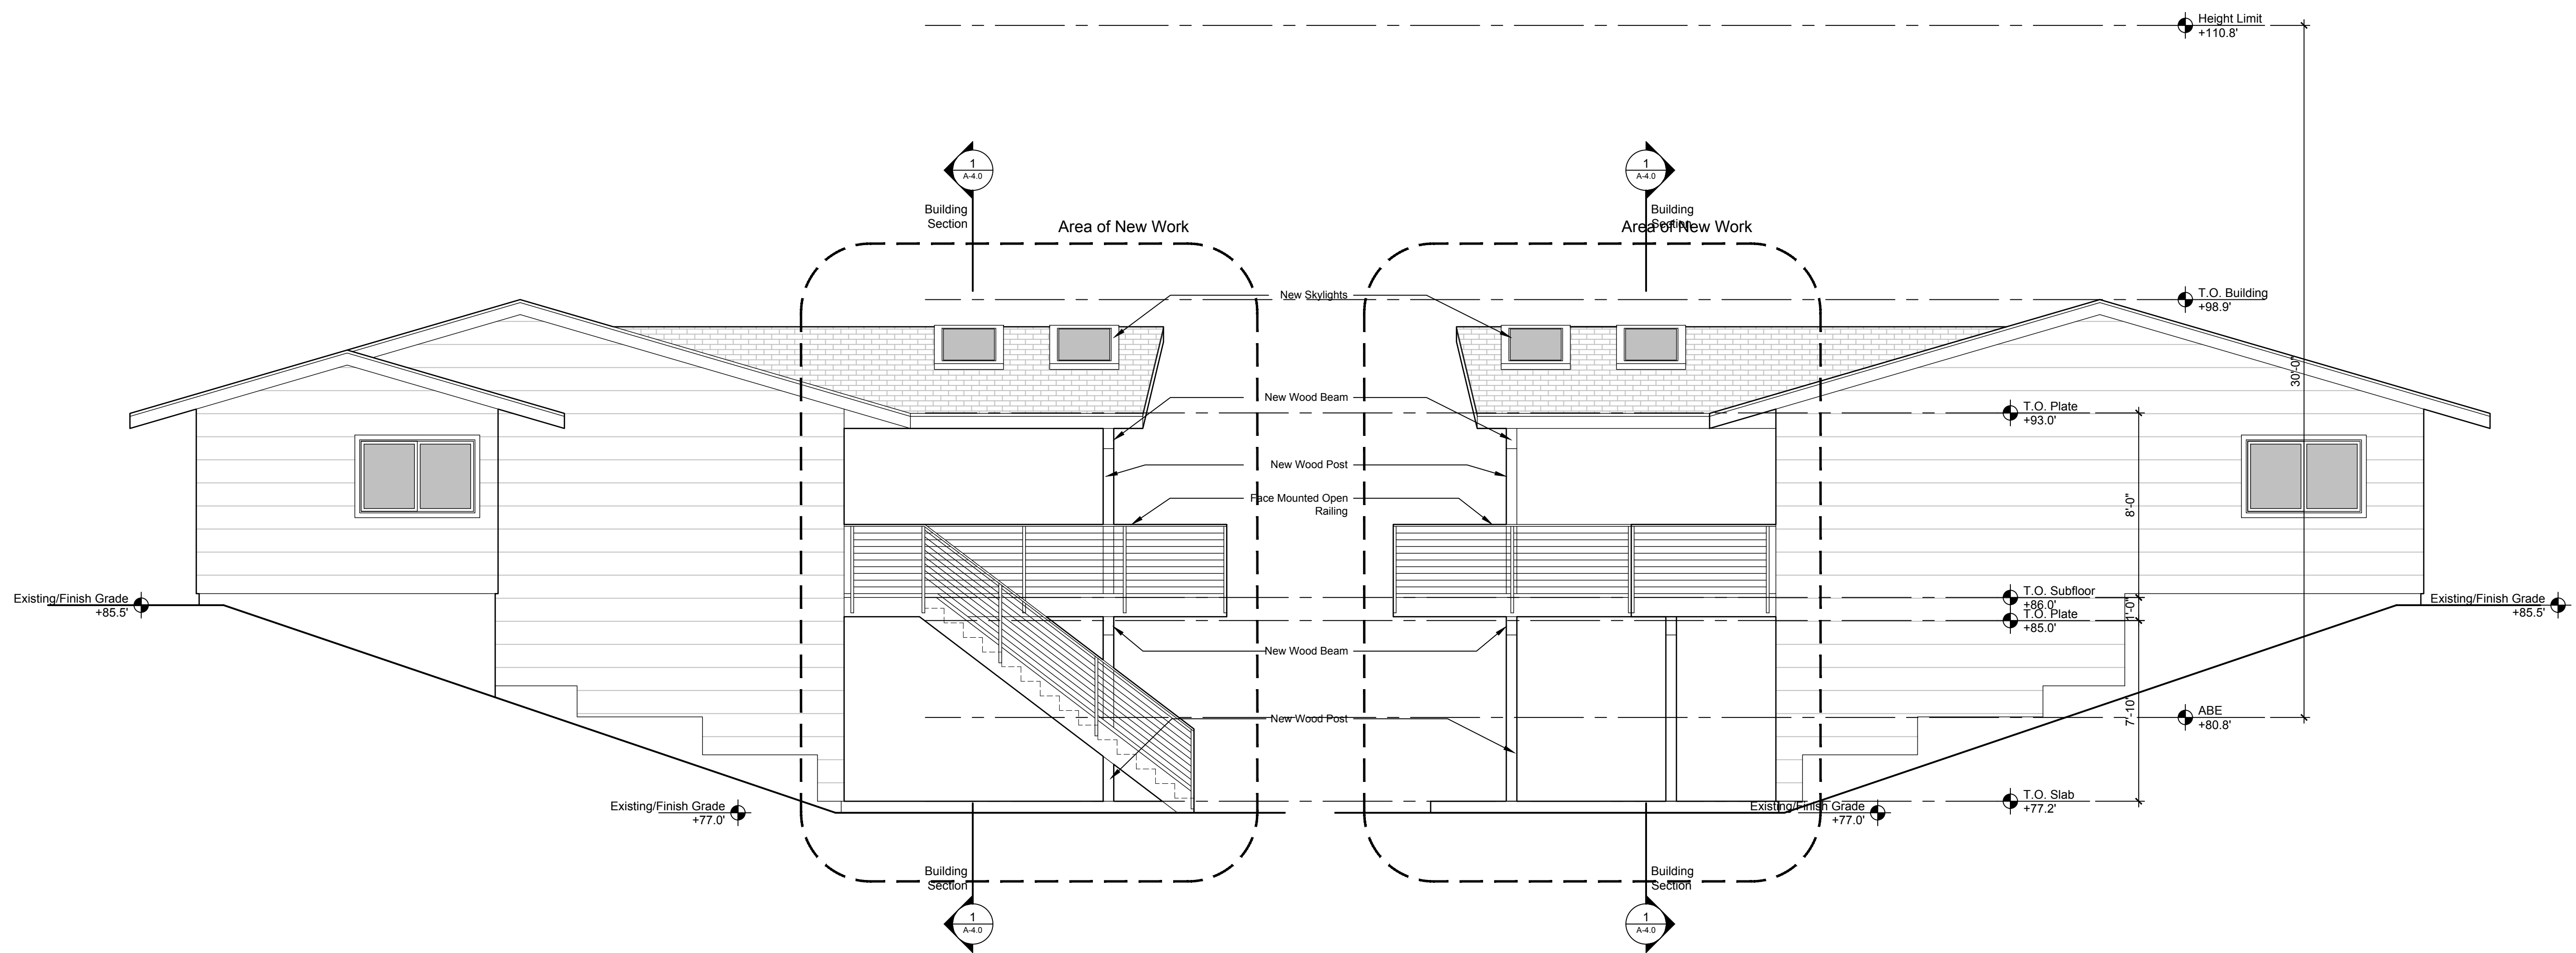 Height Limit
+110.8'
1
A-4.0
1
A-4.0
Building
Section
Building
Section
Area of New Work
Area of New Work
New Skylights
T.O. Building
+98.9'
30'-0"
New Wood Beam
T.O. Plate
+93.0'
New Wood Post
Face Mounted Open
Railing
8'-0"
Existing/Finish Grade
+85.5'
T.O. Subfloor
+86.0'
1'-0"
T.O. Plate
+85.0'
Existing/Finish Grade
+85.5'
New Wood Beam
New Wood Post
7'-10"
ABE
+80.8'
Existing/Finish Grade
+77.0'
Existing/Finish Grade
+77.0'
T.O. Slab
+77.2'
Building
Section
Building
Section
1
A-4.0
1
A-4.0